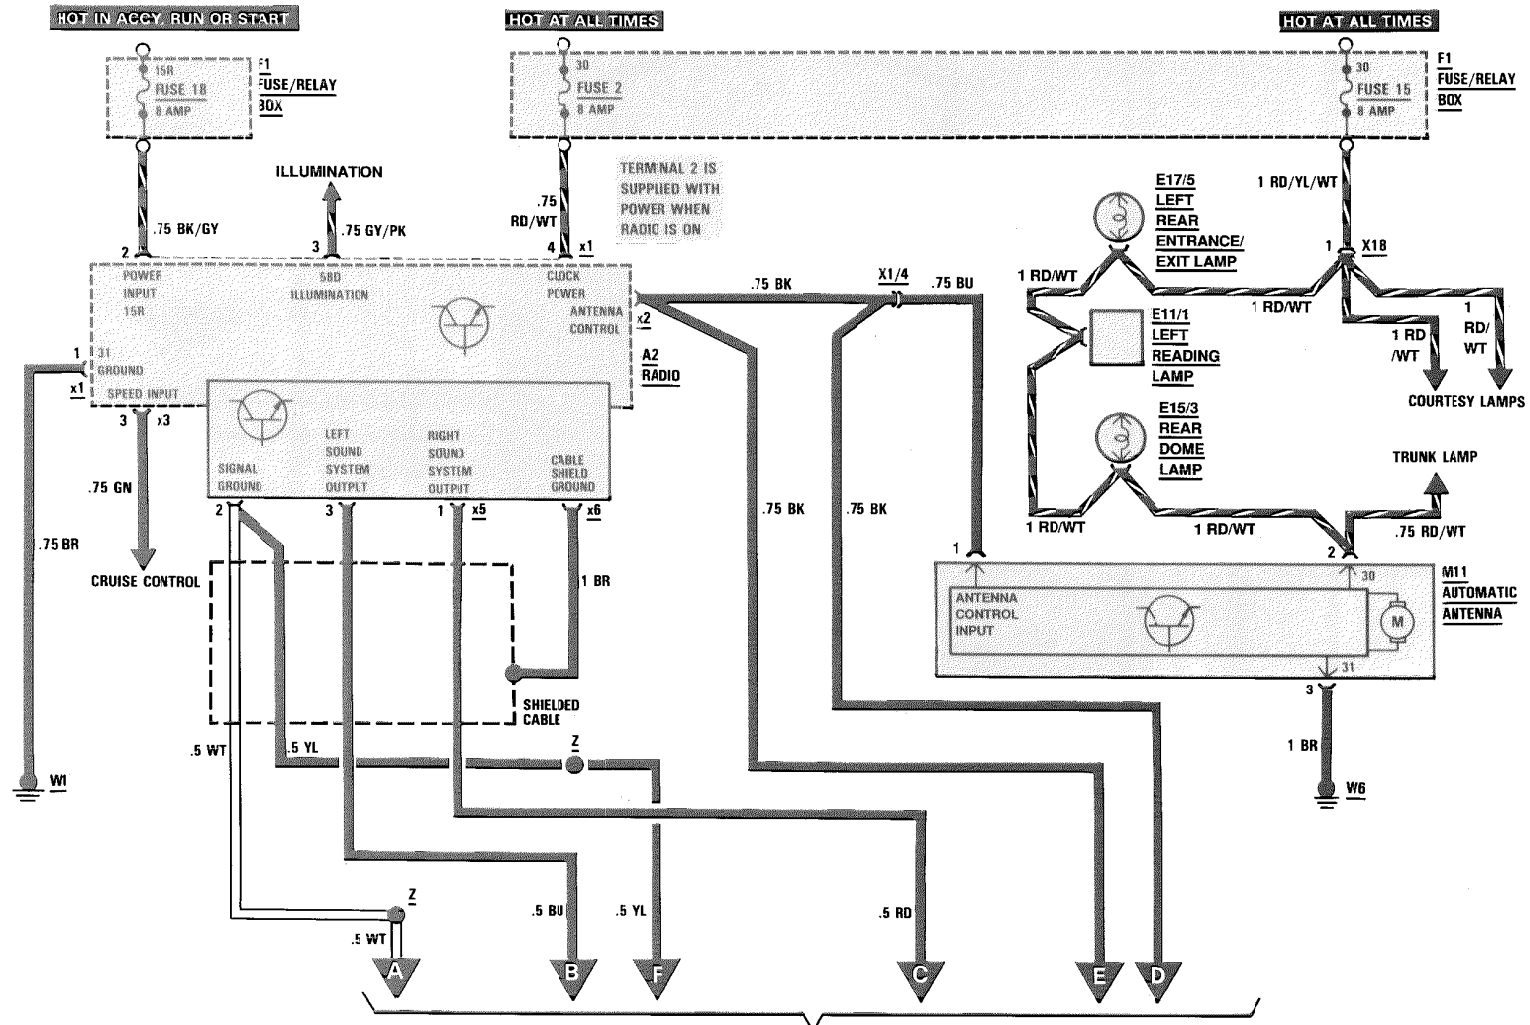 HOT IN ACCY, RUN OR START
HOT AT ALL TIMES
HOT AT ALL TIMES
15R
FUSE 18
8 AMP
F1
FUSE/RELAY
BOX
30
FUSE 2
8 AMP
30
FUSE 15
8 AMP
F1
FUSE/RELAY
BOX
ILLUMINATION
.75 BK/GY
.75 GY/PK
.75
RD/WT
TERMINAL 2 IS
SUPPLIED WITH
POWER WHEN
RADIO IS ON
E17/5
LEFT
REAR
ENTRANCE/
EXIT LAMP
1 RD/YL/WT
2
3
4
x1
1
X18
POWER
INPUT
15R
58D
ILLUMINATION
CLOCK
POWER
ANTENNA
CONTROL
x2
.75 BK
X1/4
.75 BU
1 RD/WT
1 RD/WT
1
RD/
WT
1 RD
/WT
E11/1
LEFT
READING
LAMP
1
x1
31
GROUND
SPEED INPUT
A2
RADIO
COURTESY LAMPS
3
x3
E15/3
REAR
DOME
LAMP
TRUNK LAMP
SIGNAL
GROUND
LEFT
SOUND
SYSTEM
OUTPUT
RIGHT
SOUND
SYSTEM
OUTPUT
CABLE
SHIELD
GROUND
.75 GN
2
3
1
x5
x6
.75 BK
.75 BK
1 RD/WT
1 RD/WT
.75 RD/WT
.75 BR
CRUISE CONTROL
1 BR
1
2
M11
AUTOMATIC
ANTENNA
30
ANTENNA
CONTROL
INPUT
M
31
3
SHIELDED
CABLE
.5 WT
.5 YL
Z
1 BR
W1
W6
Z
.5 WT
.5 BU
.5 YL
.5 RD
A
B
F
C
E
D